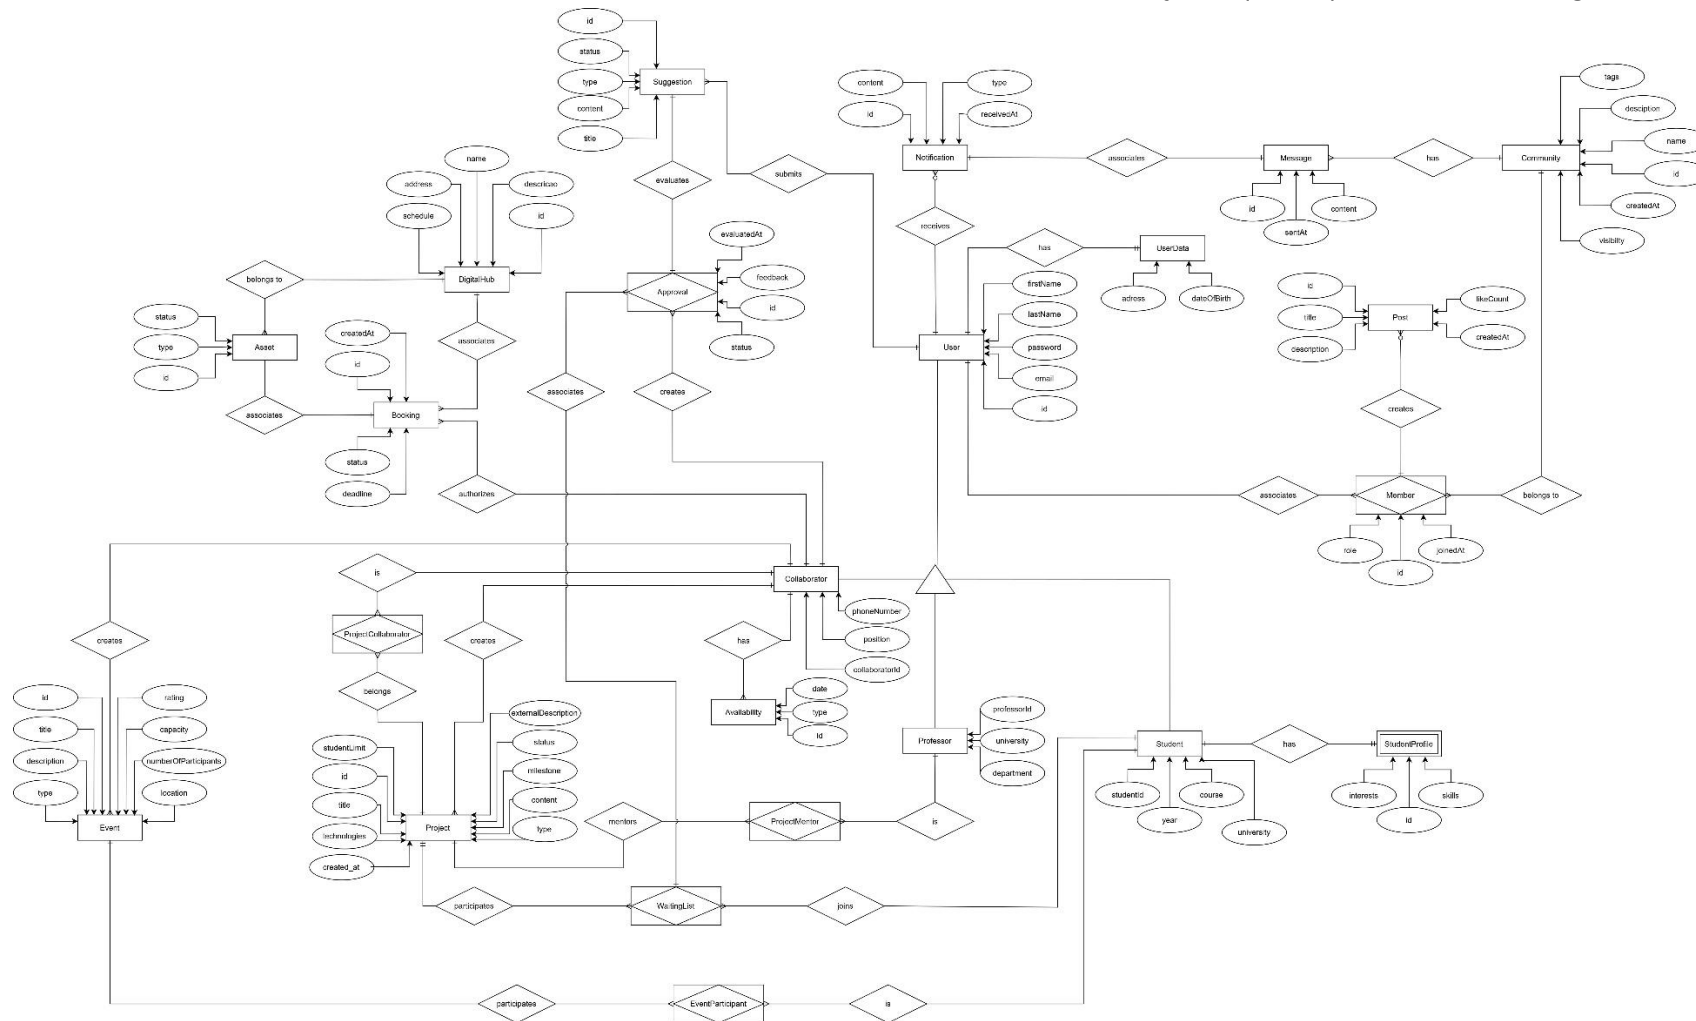 id
status
type
content
title
Suggestion
evaluates
submits
content
id
type
receivedAt
Notification
associates
Message
id
sentAt
content
has
Community
tags
desciption
name
id
createdAt
visibility
name
address
schedule
descricao
id
DigitalHub
belongs to
status
type
id
Asset
associates
associates
createdAt
id
Booking
status
deadline
authorizes
evaluatedAt
feedback
id
status
Approval
associates
creates
receives
has
UserData
adress
dateOfBirth
firstName
lastName
password
email
id
User
id
title
description
Post
likeCount
createdAt
creates
associates
Member
belongs to
role
id
joinedAt
is
Collaborator
phoneNumber
position
collaboratorId
ProjectCollaborator
creates
creates
has
belongs
date
type
Id
Availability
id
title
description
type
rating
capacity
numberOfParticipants
location
Event
studentLimit
id
title
technologies
created_at
externalDescription
status
milestone
content
type
Project
professorId
university
department
Professor
mentors
ProjectMentor
is
Student
studentId
year
course
university
has
StudentProfile
interests
Id
skills
participates
WaitingList
joins
participates
EventParticipant
is